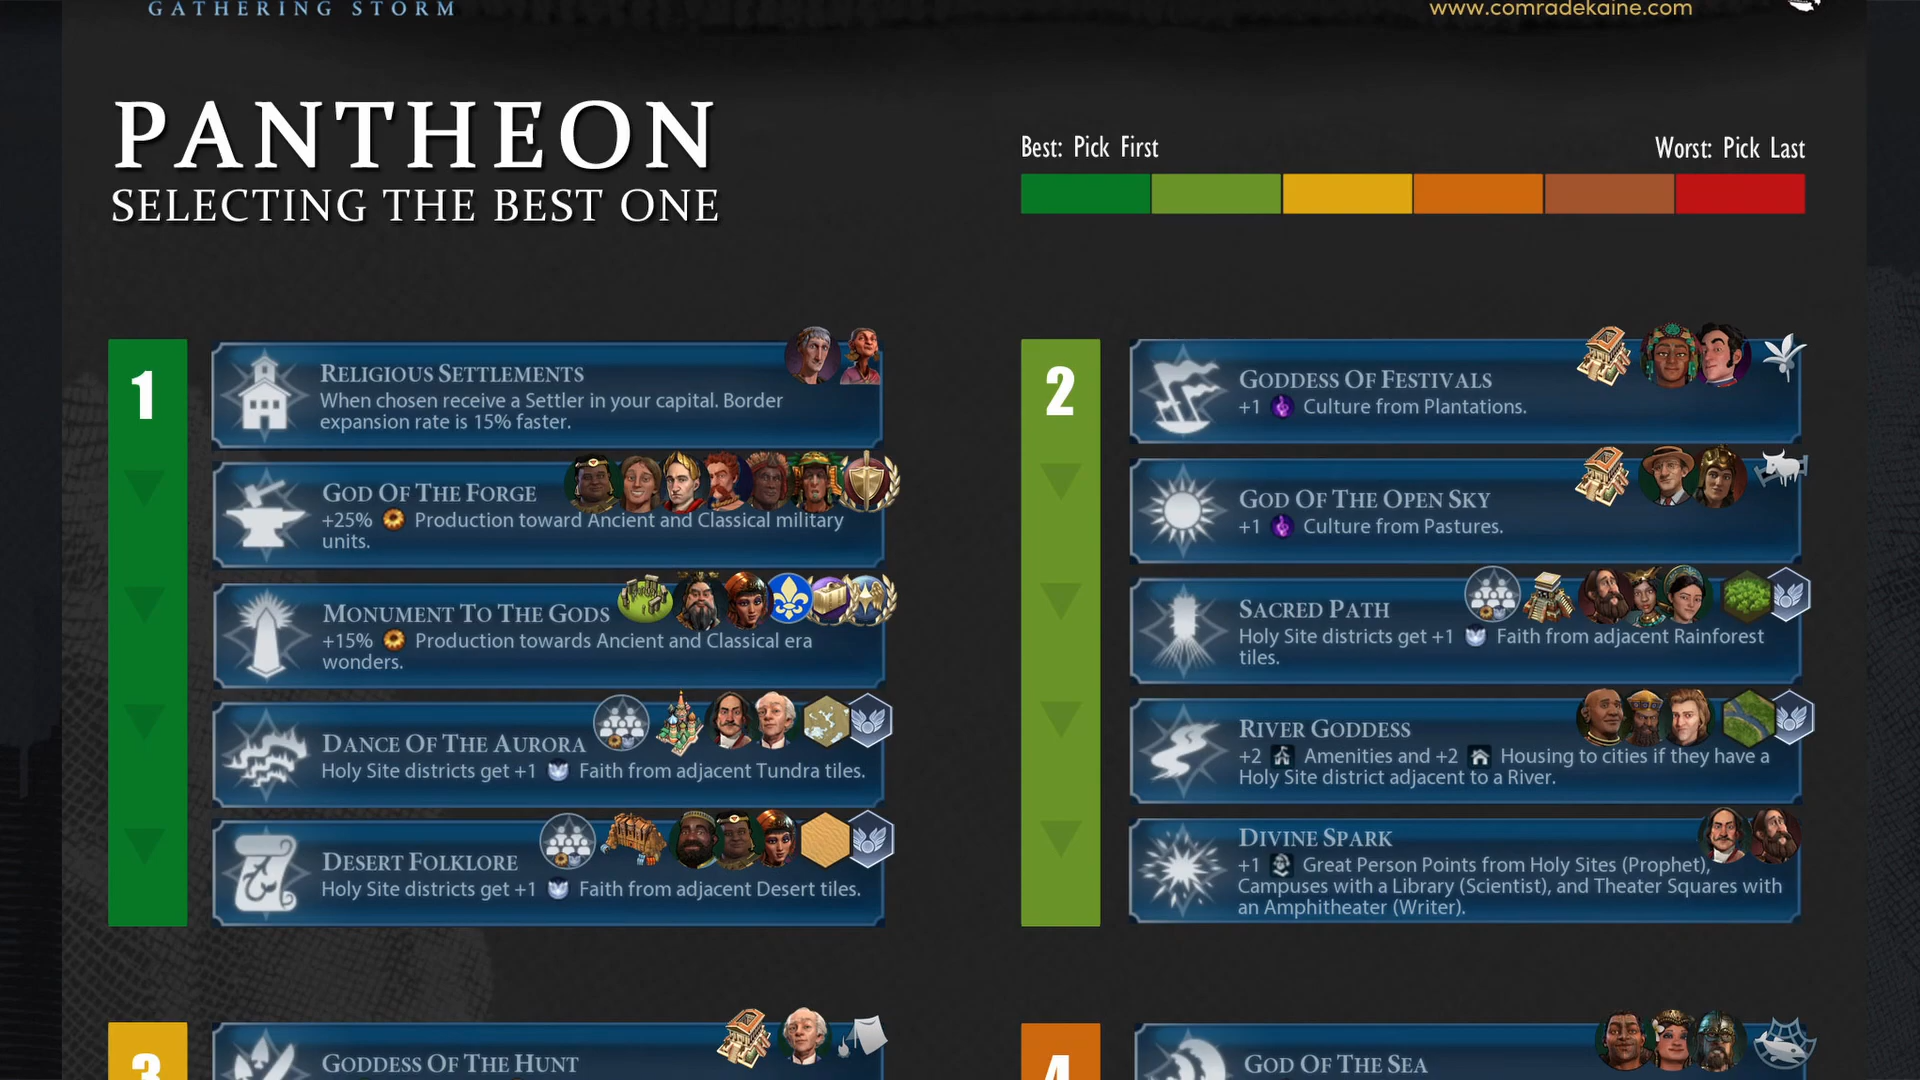 GATHERING STORM
www.comradekaine.com
PANTHEON
SELECTING THE BEST ONE
Best: Pick First
Worst: Pick Last
1
RELIGIOUS SETTLEMENTS
When chosen receive a Settler in your capital. Border
expansion rate is 15% faster.
GOD OF THE FORGE
+25% Production toward Ancient and Classical military
units.
MONUMENT TO THE GODS
+15% Production towards Ancient and Classical era
wonders.
DANCE OF THE AURORA
Holy Site districts get +1 Faith from adjacent Tundra tiles.
DESERT FOLKLORE
Holy Site districts get +1 Faith from adjacent Desert tiles.
2
GODDESS OF FESTIVALS
+1 Culture from Plantations.
GOD OF THE OPEN SKY
+1 Culture from Pastures.
SACRED PATH
Holy Site districts get +1 Faith from adjacent Rainforest
tiles.
RIVER GODDESS
+2 Amenities and +2 Housing to cities if they have a
Holy Site district adjacent to a River.
DIVINE SPARK
+1 Great Person Points from Holy Sites (Prophet),
Campuses with a Library (Scientist), and Theater Squares with
an Amphitheater (Writer).
3
GODDESS OF THE HUNT
4
GOD OF THE SEA